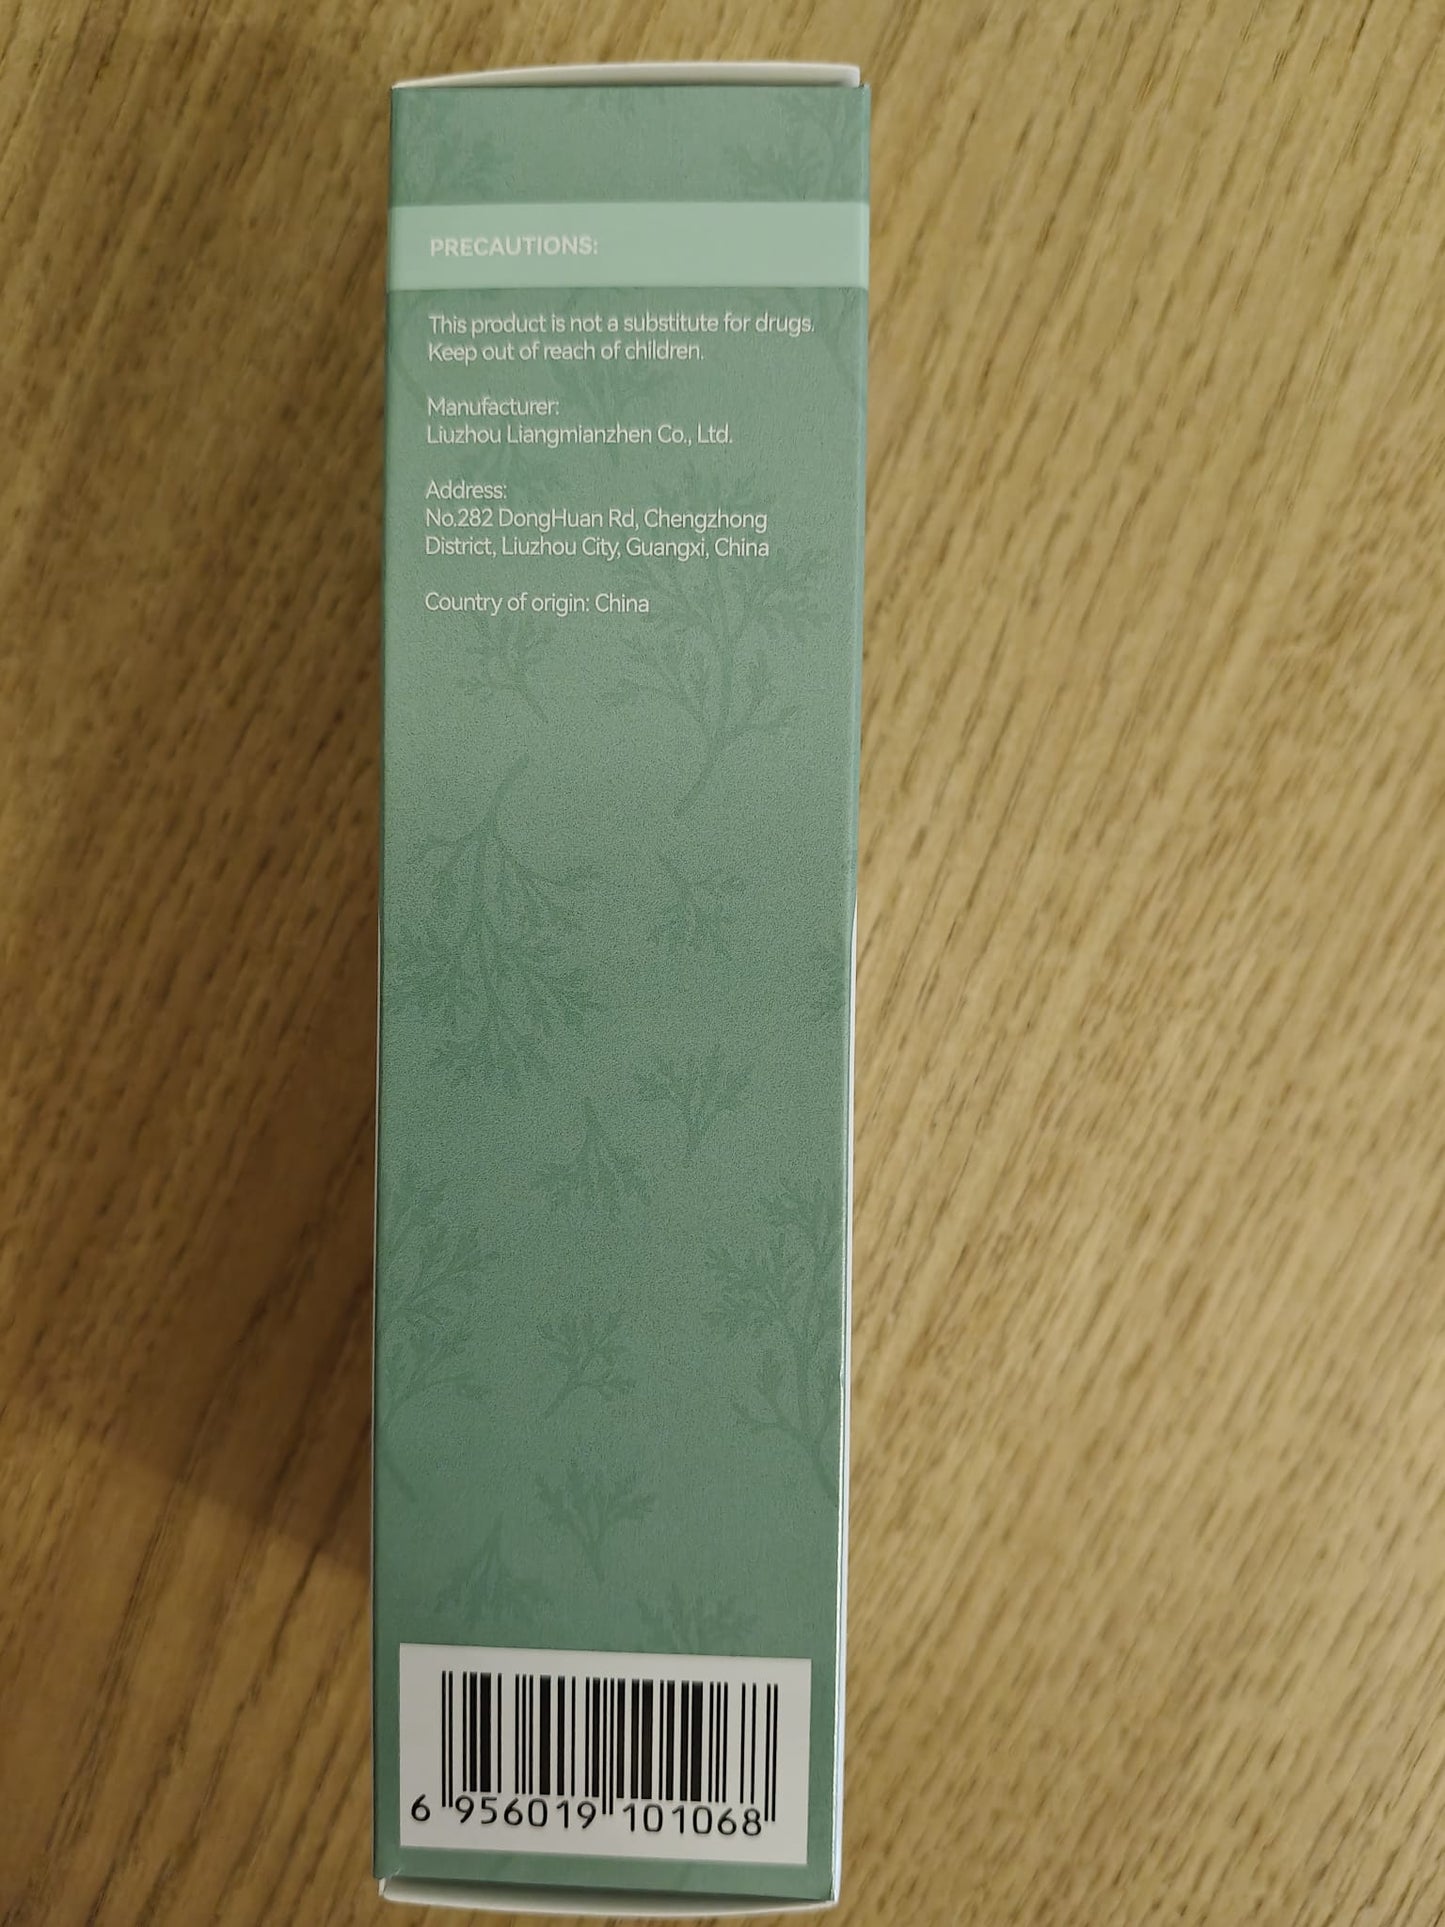 PRECAUTIONS:
This product is not a substitute for drugs.
Keep out of reach of children.
Manufacturer:
Liuzhou Liangmianzhen Co., Ltd.
Address:
No.282 DongHuan Rd, Chengzhong
District, Liuzhou City, Guangxi, China
Country of origin: China
6 956019 101068